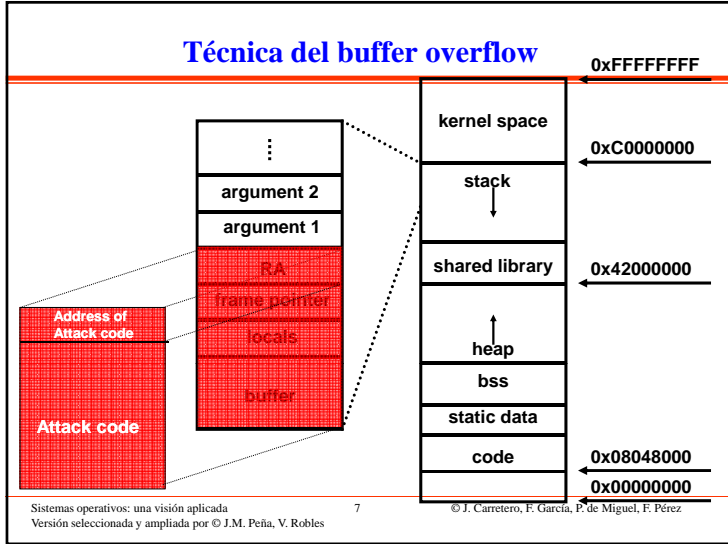 Técnica del buffer overflow
0xFFFFFFFF
kernel space
0xC0000000
stack
argument 2
argument 1
shared library
0x42000000
RA
frame pointer
Address of
Attack code
locals
heap
bss
buffer
static data
Attack code
code
0x08048000
0x00000000
Sistemas operativos: una visión aplicada
7
© J. Carretero, F. García, P. de Miguel, F. Pérez
Versión seleccionada y ampliada por © J.M. Peña, V. Robles